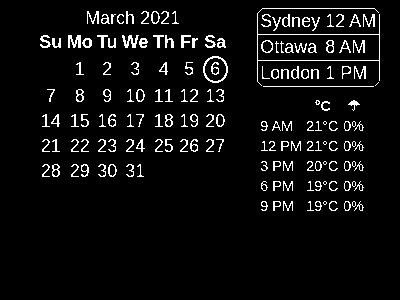 March 2021
Su Mo Tu We Th Fr Sa
1 2 3 4 5 6
7 8 9 10 11 12 13
14 15 16 17 18 19 20
21 22 23 24 25 26 27
28 29 30 31
Sydney 12 AM
Ottawa 8 AM
London 1 PM
°C ☂
9 AM 21°C 0%
12 PM 21°C 0%
3 PM 20°C 0%
6 PM 19°C 0%
9 PM 19°C 0%